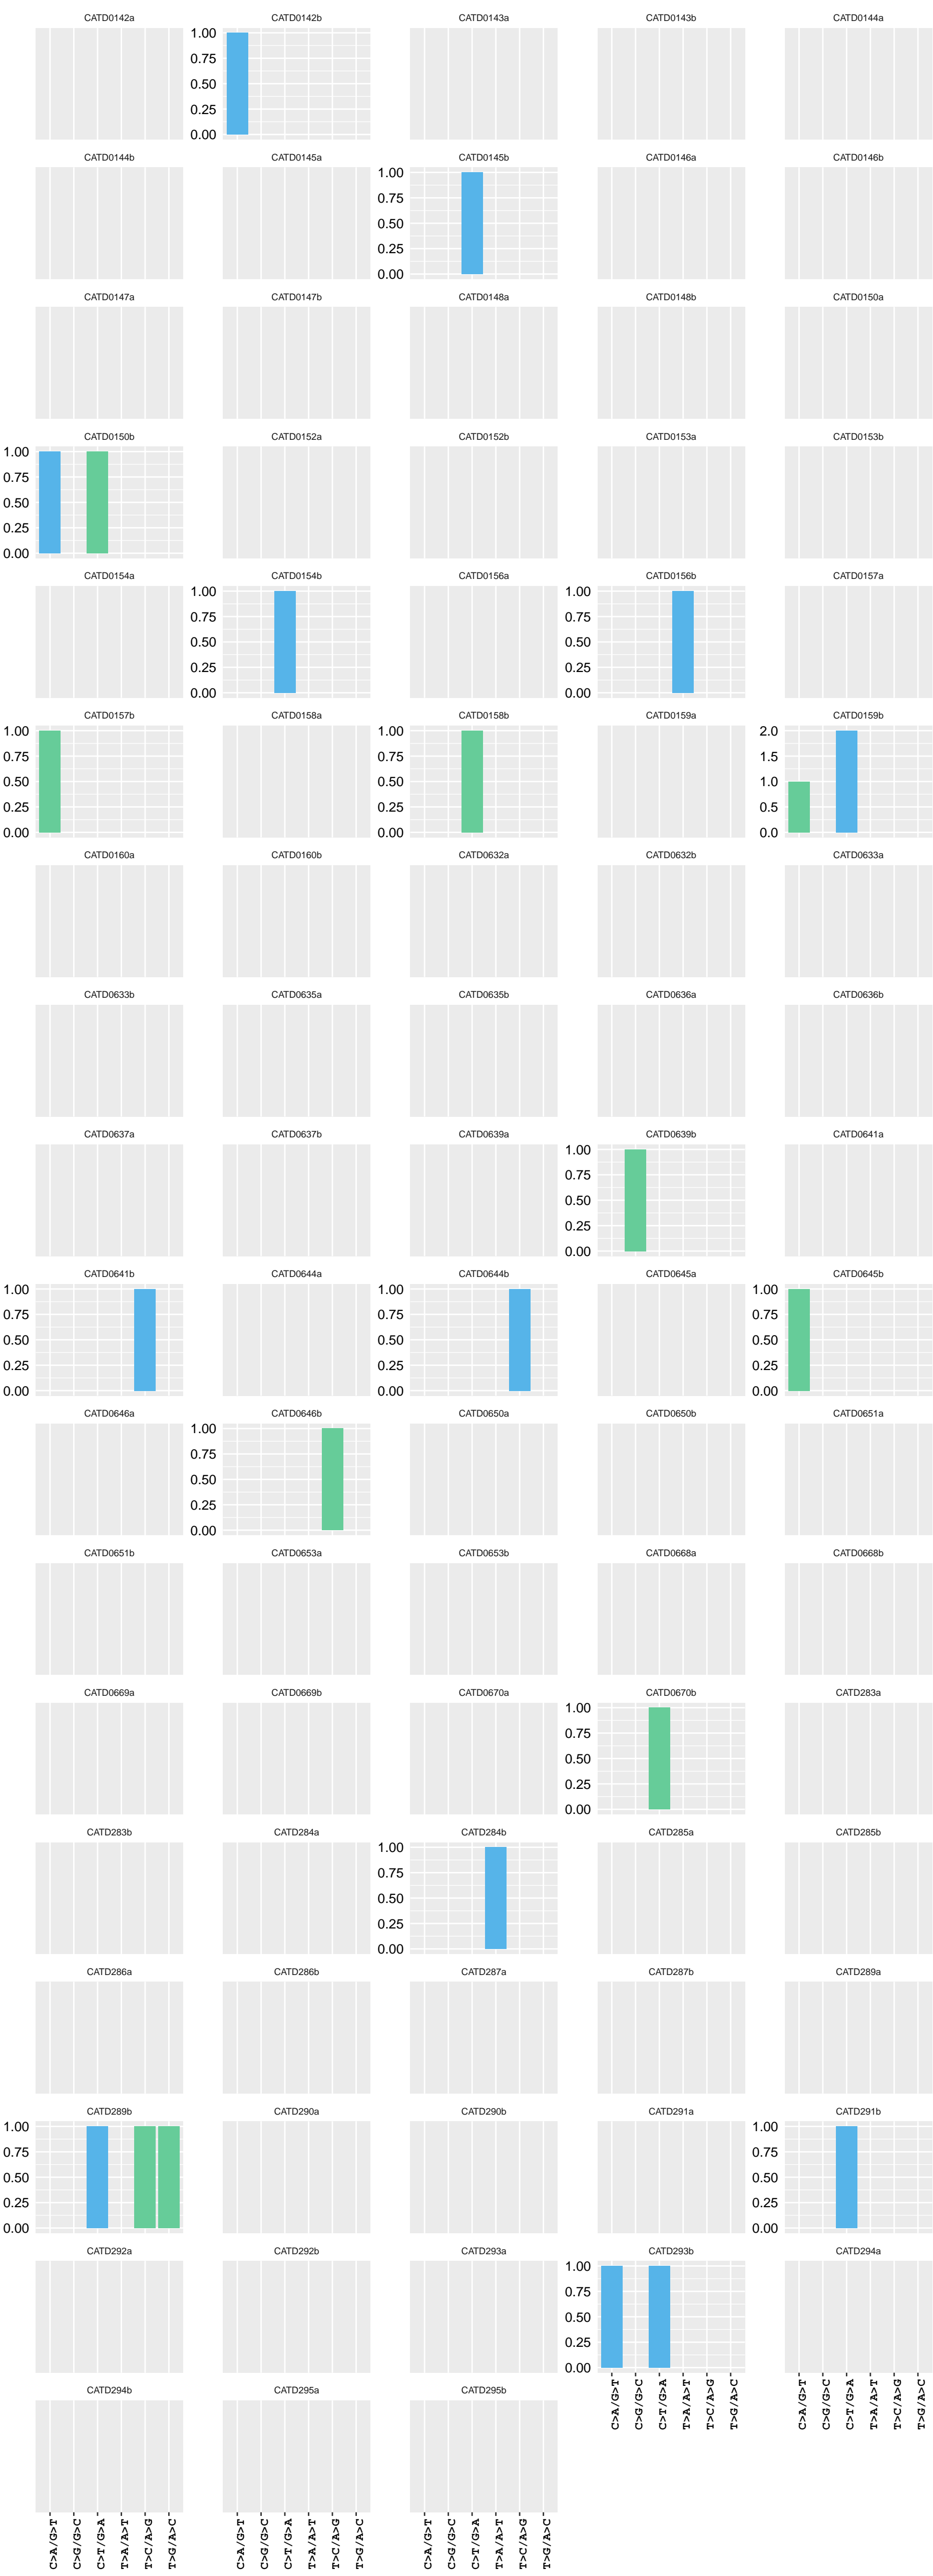 CATD0142a CATD0142b CATD0143a CATD0143b CATD0144a
1.00
0.75
0.50
0.25
0.00
CATD0144b CATD0145a CATD0145b CATD0146a CATD0146b
1.00
0.75
0.50
0.25
0.00
CATD0147a CATD0147b CATD0148a CATD0148b CATD0150a
CATD0150b CATD0152a CATD0152b CATD0153a CATD0153b
1.00
0.75
0.50
0.25
0.00
CATD0154a CATD0154b CATD0156a CATD0156b CATD0157a
1.00 1.00
0.75 0.75
0.50 0.50
0.25 0.25
0.00 0.00
CATD0157b CATD0158a CATD0158b CATD0159a CATD0159b
1.00 1.00 2.0
0.75 0.75 1.5
0.50 0.50 1.0
0.25 0.25 0.5
0.00 0.00 0.0
CATD0160a CATD0160b CATD0632a CATD0632b CATD0633a
CATD0633b CATD0635a CATD0635b CATD0636a CATD0636b
CATD0637a CATD0637b CATD0639a CATD0639b CATD0641a
1.00
0.75
0.50
0.25
0.00
CATD0641b CATD0644a CATD0644b CATD0645a CATD0645b
1.00 1.00 1.00
0.75 0.75 0.75
0.50 0.50 0.50
0.25 0.25 0.25
0.00 0.00 0.00
CATD0646a CATD0646b CATD0650a CATD0650b CATD0651a
1.00
0.75
0.50
0.25
0.00
CATD0651b CATD0653a CATD0653b CATD0668a CATD0668b
CATD0669a CATD0669b CATD0670a CATD0670b CATD283a
1.00
0.75
0.50
0.25
0.00
CATD283b CATD284a CATD284b CATD285a CATD285b
1.00
0.75
0.50
0.25
0.00
CATD286a CATD286b CATD287a CATD287b CATD289a
CATD289b CATD290a CATD290b CATD291a CATD291b
1.00 1.00
0.75 0.75
0.50 0.50
0.25 0.25
0.00 0.00
CATD292a CATD292b CATD293a CATD293b CATD294a
1.00
0.75
0.50
0.25
0.00
C>A/G>T C>G/G>C C>T/G>A T>A/A>T T>C/A>G T>G/A>C C>A/G>T C>G/G>C C>T/G>A T>A/A>T T>C/A>G T>G/A>C
CATD294b CATD295a CATD295b
C>A/G>T C>G/G>C C>T/G>A T>A/A>T T>C/A>G T>G/A>C C>A/G>T C>G/G>C C>T/G>A T>A/A>T T>C/A>G T>G/A>C C>A/G>T C>G/G>C C>T/G>A T>A/A>T T>C/A>G T>G/A>C